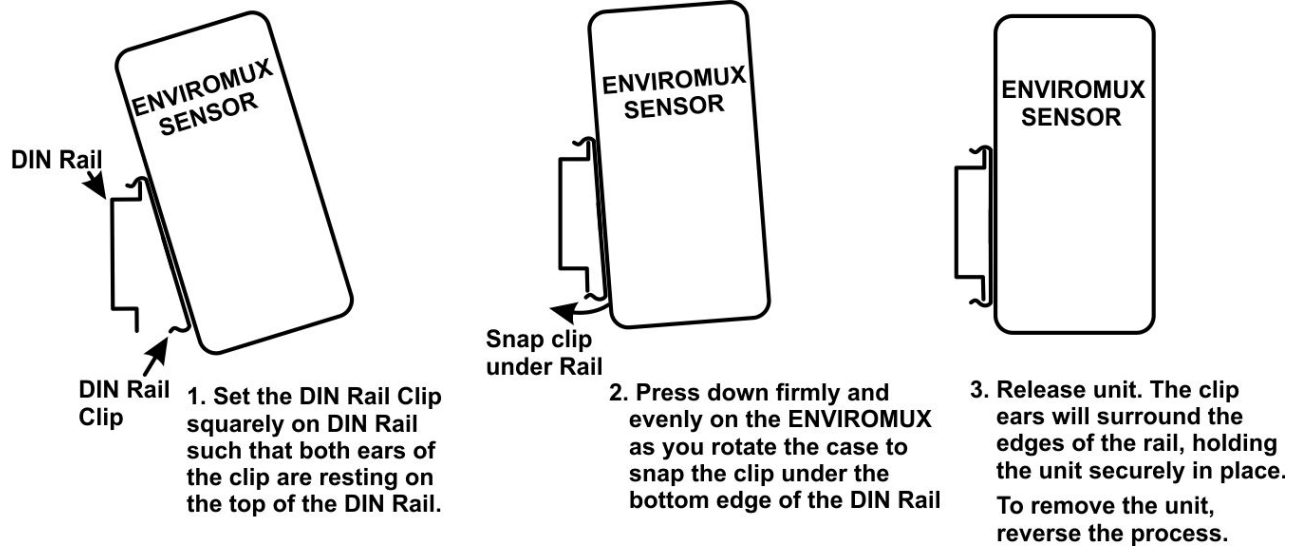 ENVIROMUX
SENSOR
DIN Rail
DIN Rail
Clip
1. Set the DIN Rail Clip
squarely on DIN Rail
such that both ears of
the clip are resting on
the top of the DIN Rail.
ENVIROMUX
SENSOR
Snap clip
under Rail
2. Press down firmly and
evenly on the ENVIROMUX
as you rotate the case to
snap the clip under the
bottom edge of the DIN Rail
ENVIROMUX
SENSOR
3. Release unit. The clip
ears will surround the
edges of the rail, holding
the unit securely in place.
To remove the unit,
reverse the process.